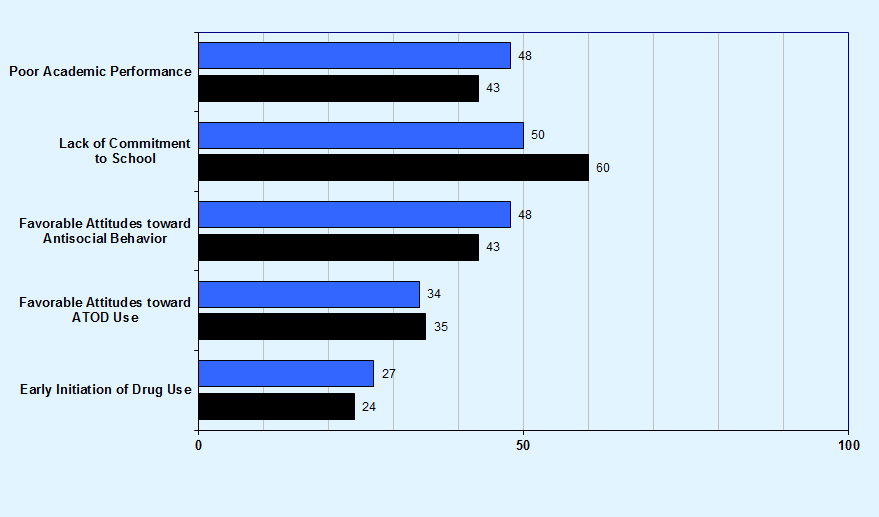 Poor Academic Performance
48
43
Lack of Commitment
to School
50
60
Favorable Attitudes toward
Antisocial Behavior
48
43
Favorable Attitudes toward
ATOD Use
34
35
Early Initiation of Drug Use
27
24
0
50
100